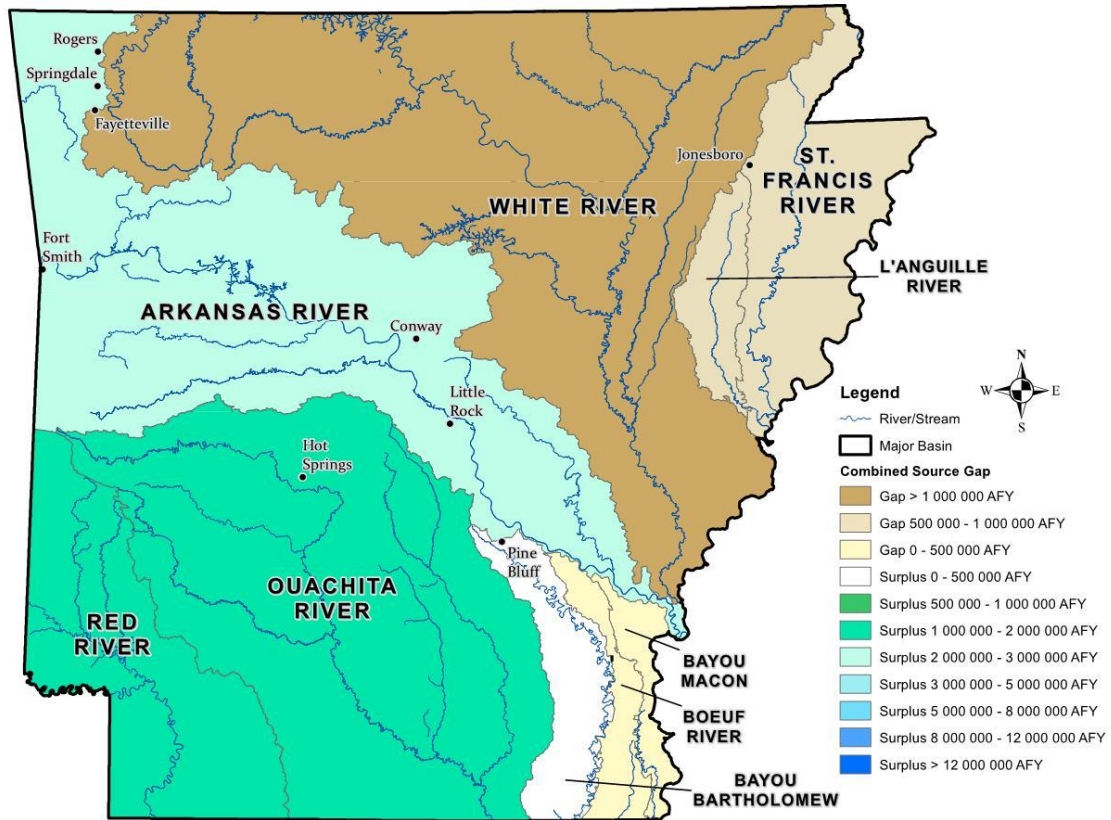 Rogers
Springdale
Fayetteville
Jonesboro
ST.
FRANCIS
RIVER
WHITE RIVER
Fort
Smith
L'ANGUILLE
RIVER
ARKANSAS RIVER
Conway
Little
Rock
Hot
Springs
Pine
Bluff
OUACHITA
RIVER
RED
RIVER
BAYOU
MACON
BOEUF
RIVER
BAYOU
BARTHOLOMEW
N
W
E
S
Legend
River/Stream
Major Basin
Combined Source Gap
Gap > 1 000 000 AFY
Gap 500 000 - 1 000 000 AFY
Gap 0 - 500 000 AFY
Surplus 0 - 500 000 AFY
Surplus 500 000 - 1 000 000 AFY
Surplus 1 000 000 - 2 000 000 AFY
Surplus 2 000 000 - 3 000 000 AFY
Surplus 3 000 000 - 5 000 000 AFY
Surplus 5 000 000 - 8 000 000 AFY
Surplus 8 000 000 - 12 000 000 AFY
Surplus > 12 000 000 AFY